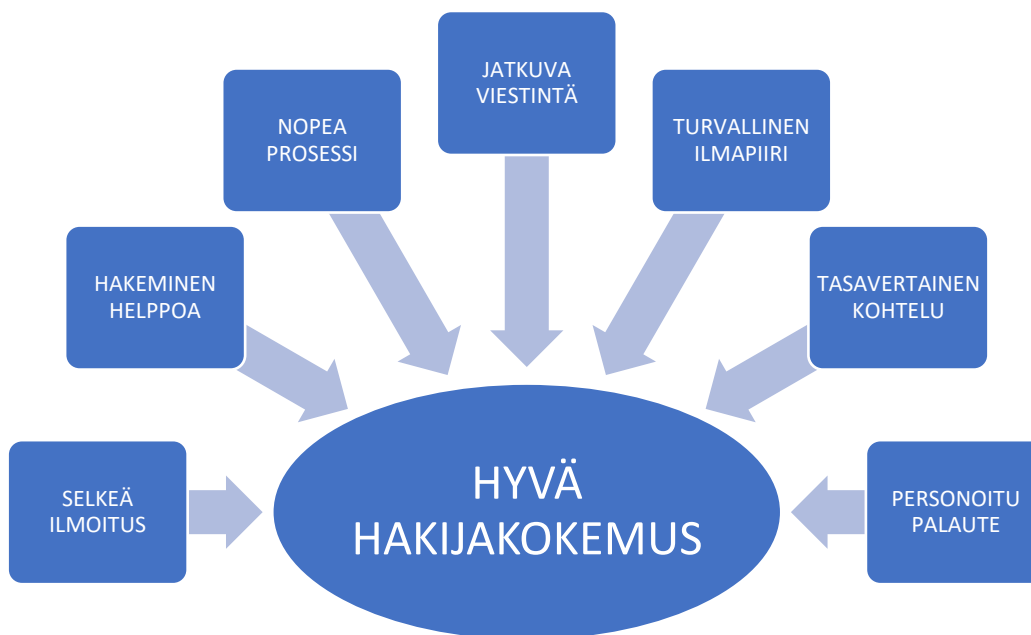 SELKEÄ
ILMOITUS
HAKEMINEN
HELPPOA
NOPEA
PROSESSI
JATKUVA
VIESTINTÄ
TURVALLINEN
ILMAPIIRI
TASAVERTAINEN
KOHTELU
PERSONOITU
PALAUTE
HYVÄ
HAKIJAKOKEMUS